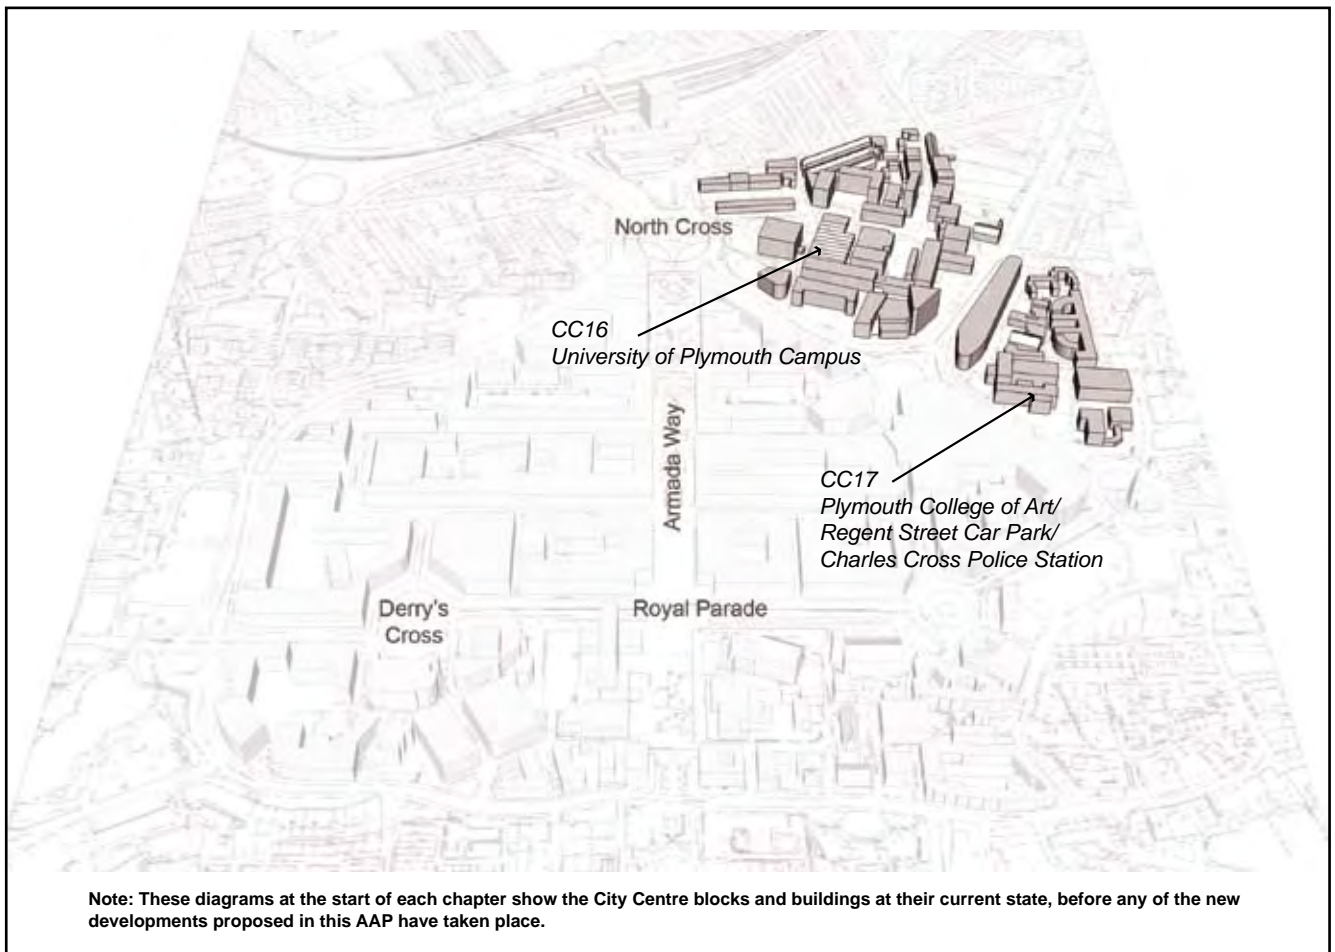 North Cross
CC16
University of Plymouth Campus
Armada Way
CC17
Plymouth College of Art/
Regent Street Car Park/
Charles Cross Police Station
Derry's
Cross
Royal Parade
Note: These diagrams at the start of each chapter show the City Centre blocks and buildings at their current state, before any of the new
developments proposed in this AAP have taken place.